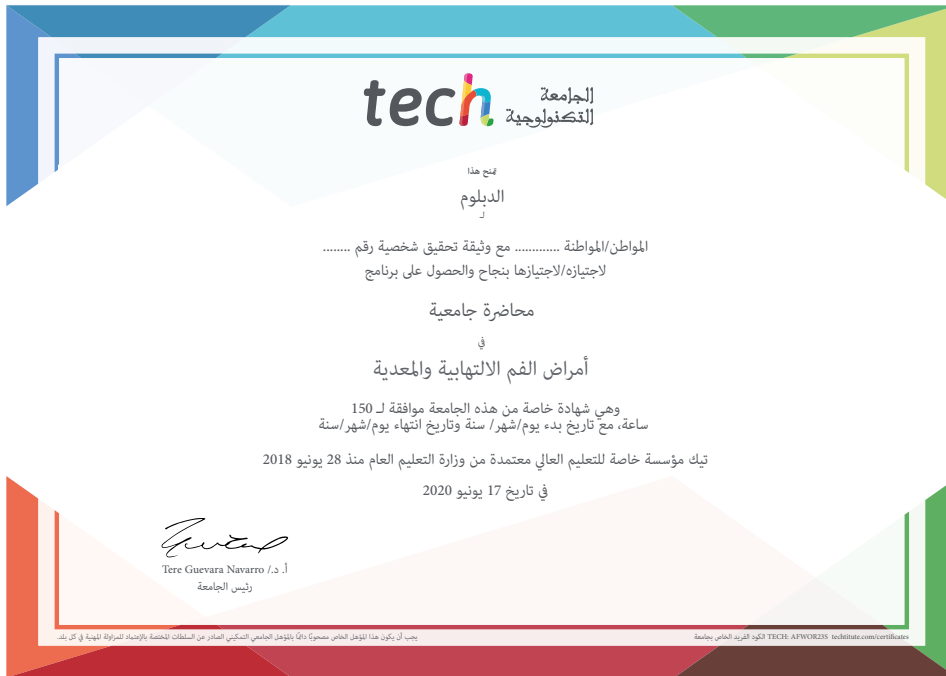 tech الجامعة
التكنولوجية
يمنح هذا
الدبلوم
لـ
المواطن/المواطنة ............. مع وثيقة تحقيق شخصية رقم ........
لاجتيازه/لاجتيازها بنجاح والحصول على برنامج
محاضرة جامعية
في
أمراض الفم الالتهابية والمعدية
وهي شهادة خاصة من هذه الجامعة موافقة لـ 150
ساعة، مع تاريخ بدء يوم/شهر/ سنة وتاريخ انتهاء يوم/شهر/سنة
تيك مؤسسة خاصة للتعليم العالي معتمدة من وزارة التعليم العام منذ 28 يونيو 2018
في تاريخ 17 يونيو 2020
أ. د./ Tere Guevara Navarro
رئيس الجامعة
يجب أن يكون هذا المؤهل الخاص مصحوبًا دائمًا بالمؤهل الجامعي التمكيني الصادر عن السلطات المختصة بالإعتماد للمزاولة المهنية في كل بلد.
الكود الفريد الخاص بجامعة TECH: AFWOR23S techtitute.com/certificates